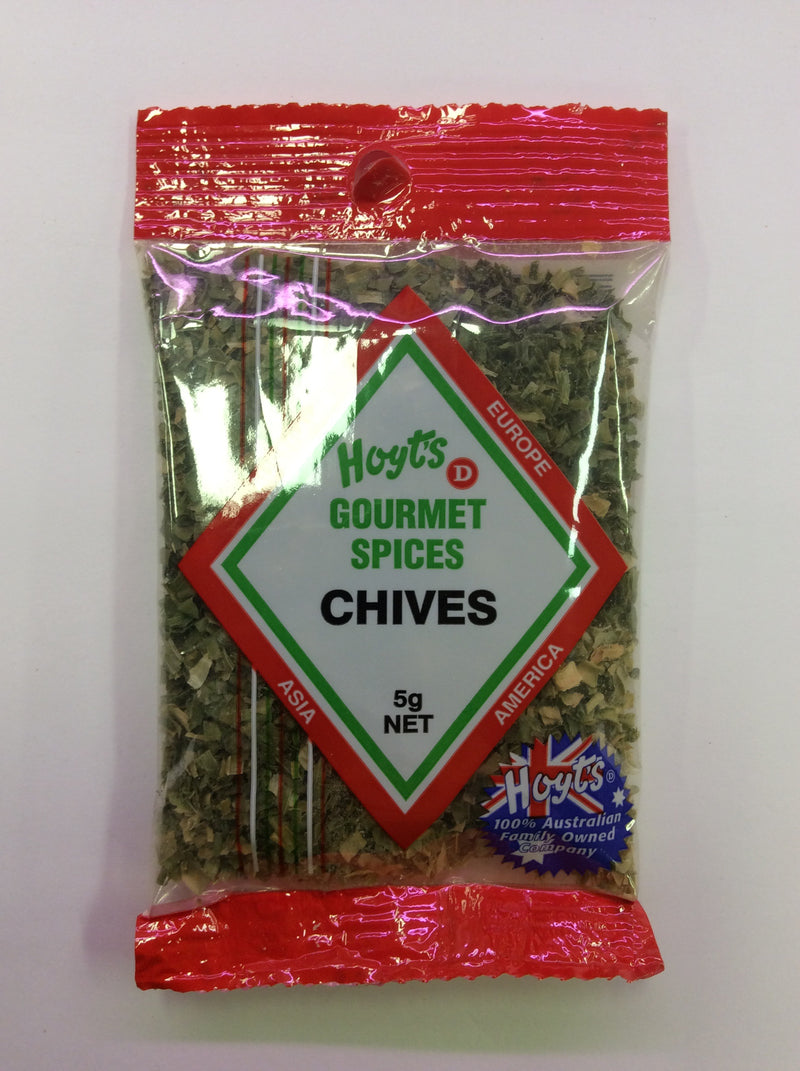 EUROPE
Hoyt's D
GOURMET
SPICES
CHIVES
5g
NET
ASIA
AMERICA
Hoyt's D
100% Australian
Family Owned
Company